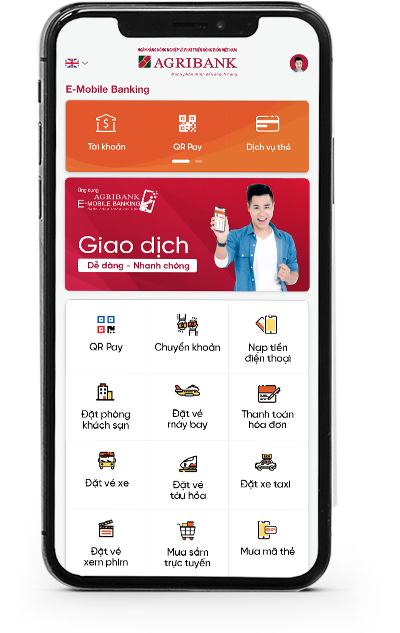 NGÂN HÀNG NÔNG NGHIỆP VÀ PHÁT TRIỂN NÔNG THÔN VIỆT NAM
AGRIBANK
Mang phồn thịnh đến khách hàng
E-Mobile Banking
Tài khoản
QR Pay
Dịch vụ thẻ
Ứng dụng
AGRIBANK
E-MOBILE BANKING
Giao dịch
Dễ dàng - Nhanh chóng
QR Pay
Chuyển khoản
Nạp tiền
điện thoại
Đặt phòng
khách sạn
Đặt vé
máy bay
Thanh toán
hóa đơn
Đặt vé xe
Đặt vé
tàu hỏa
Đặt xe taxi
Đặt vé
xem phim
Mua sắm
trực tuyến
Mua mã thẻ